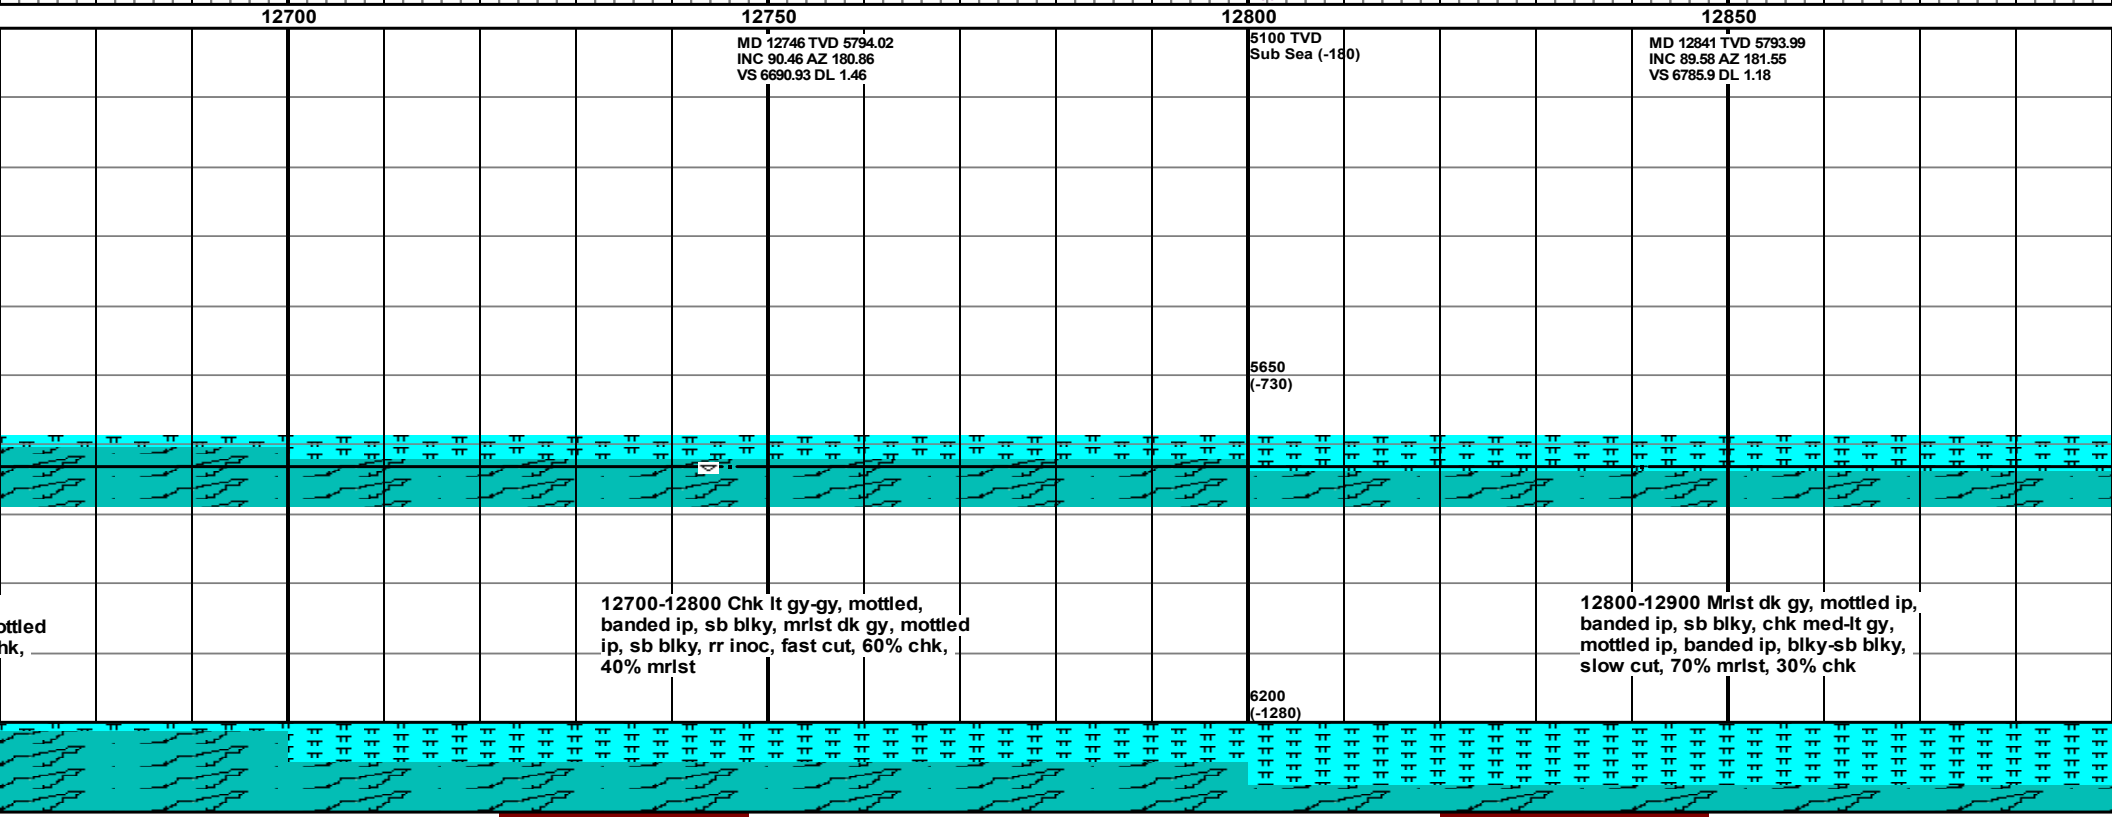 12700
12750
12800
12850
MD 12746 TVD 5794.02
INC 90.46 AZ 180.86
VS 6690.93 DL 1.46
5100 TVD
Sub Sea (-180)
MD 12841 TVD 5793.99
INC 89.58 AZ 181.55
VS 6785.9 DL 1.18
5650
(-730)
ottled
hk,
12700-12800 Chk lt gy-gy, mottled,
banded ip, sb blky, mrlst dk gy, mottled
ip, sb blky, rr inoc, fast cut, 60% chk,
40% mrlst
12800-12900 Mrlst dk gy, mottled ip,
banded ip, sb blky, chk med-lt gy,
mottled ip, banded ip, blky-sb blky,
slow cut, 70% mrlst, 30% chk
6200
(-1280)